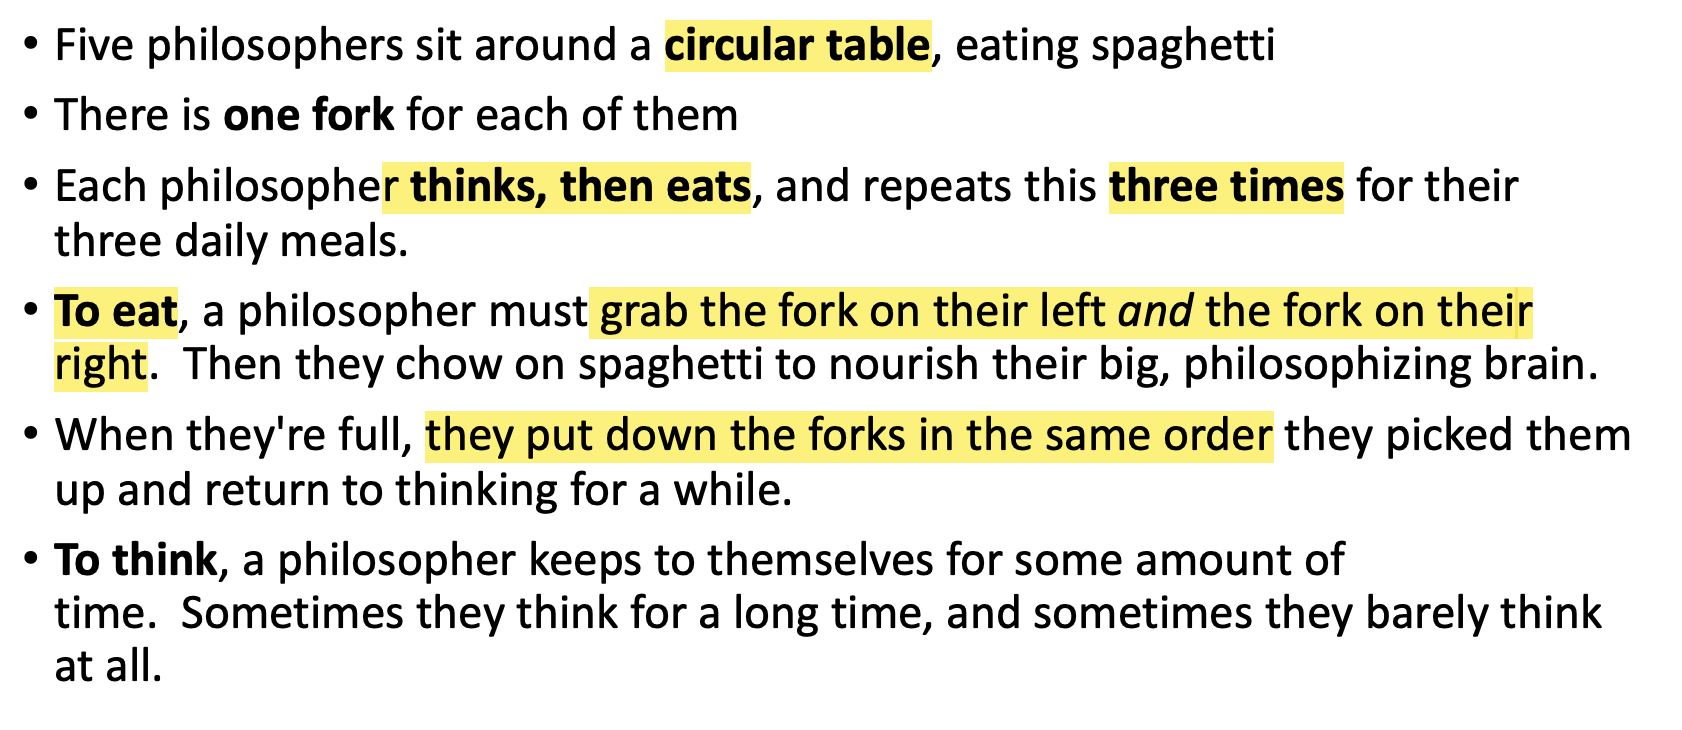 • Five philosophers sit around a circular table, eating spaghetti
• There is one fork for each of them
• Each philosopher thinks, then eats, and repeats this three times for their
three daily meals.
• To eat, a philosopher must grab the fork on their left and the fork on their
right.  Then they chow on spaghetti to nourish their big, philosophizing brain.
• When they're full, they put down the forks in the same order they picked them
up and return to thinking for a while.
• To think, a philosopher keeps to themselves for some amount of
time.  Sometimes they think for a long time, and sometimes they barely think
at all.